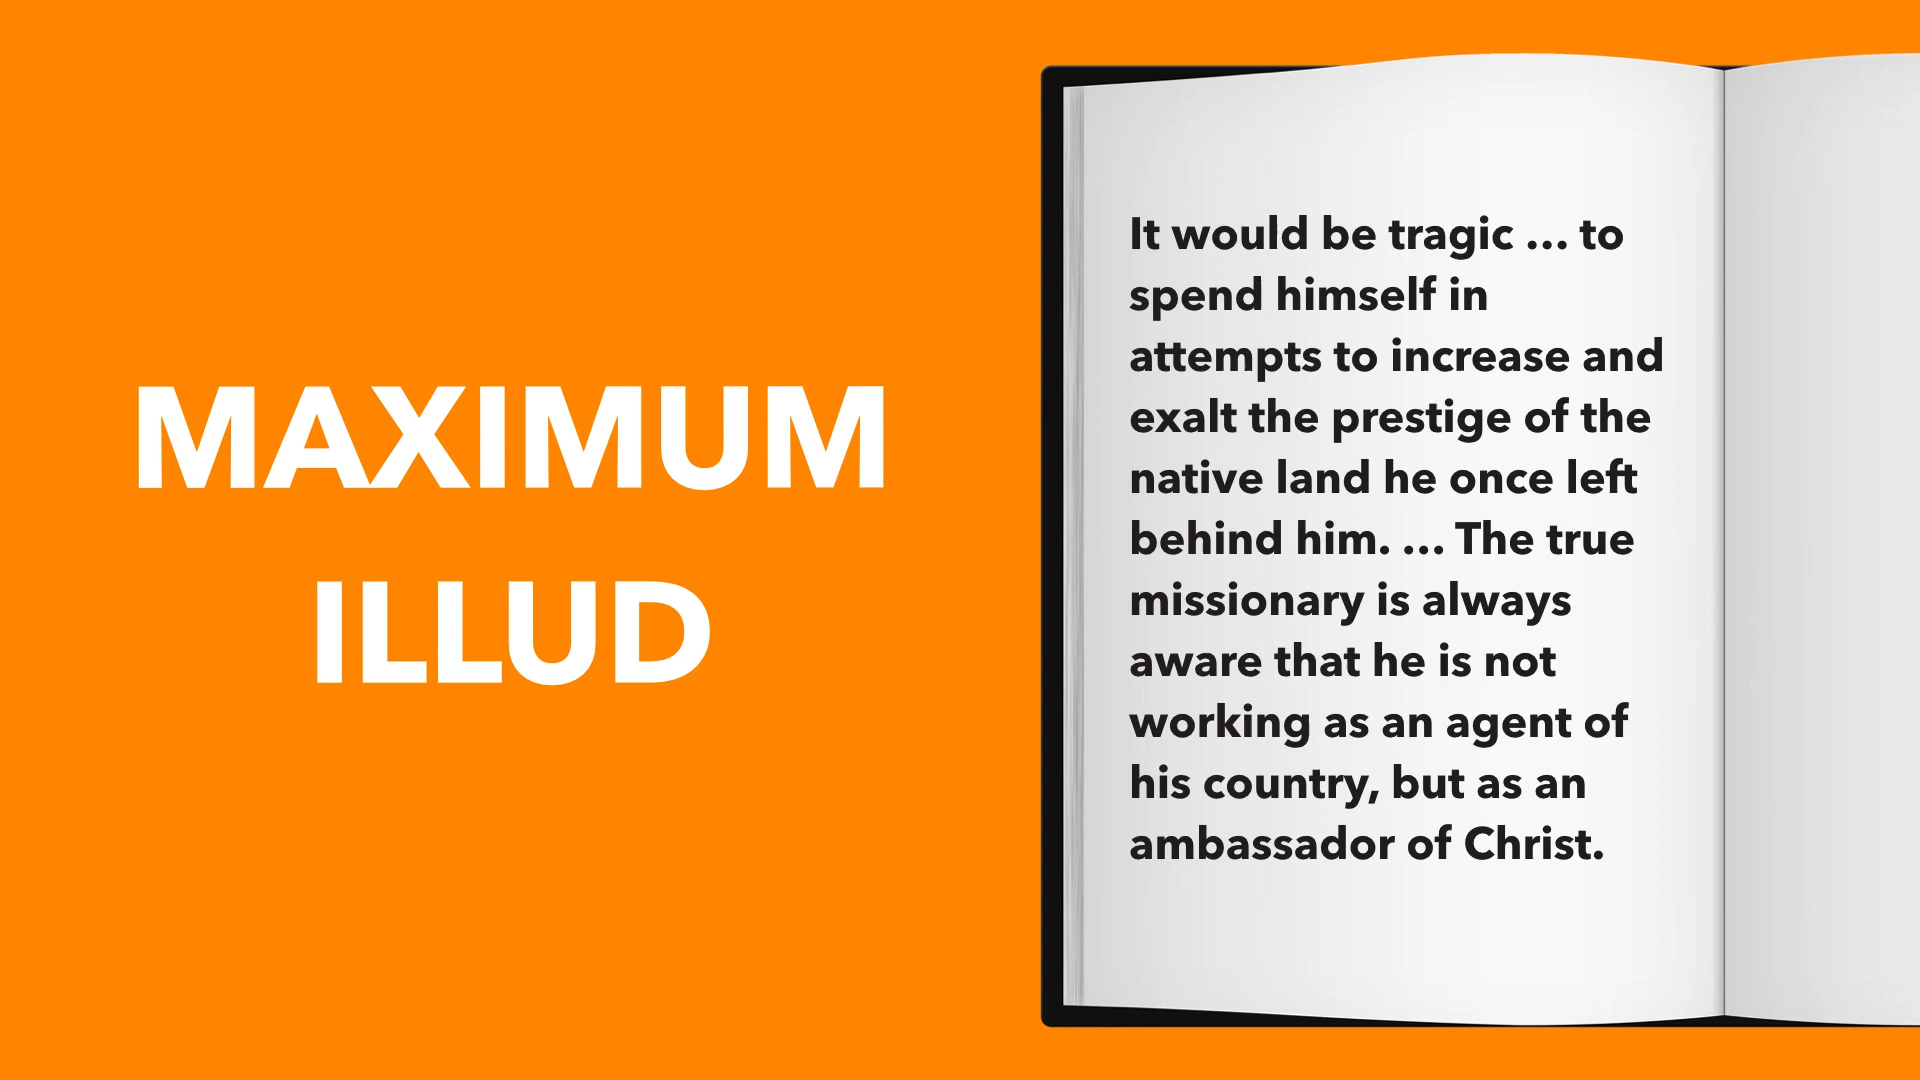 MAXIMUM
ILLUD
It would be tragic … to
spend himself in
attempts to increase and
exalt the prestige of the
native land he once left
behind him. … The true
missionary is always
aware that he is not
working as an agent of
his country, but as an
ambassador of Christ.